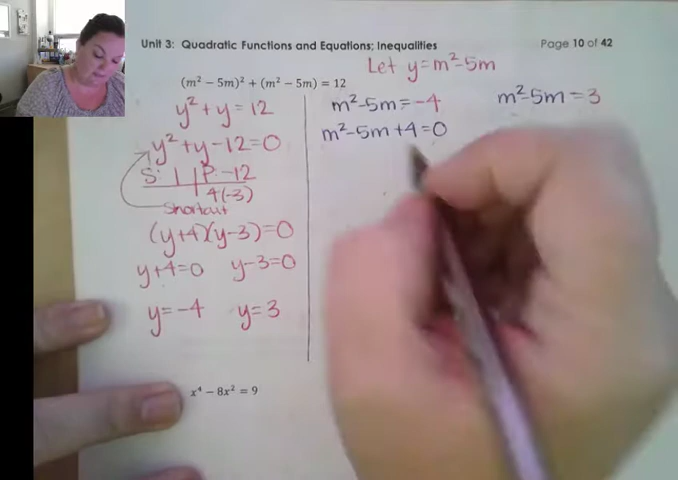 Unit 3: Quadratic Functions and Equations; Inequalities
Page 10 of 42
Let y = m² - 5m
(m² − 5m)² + (m² − 5m) = 12
y² + y = 12
y² + y - 12 = 0
S: 1 P: -12
4(-3)
Shortcut
(y+4)(y-3) = 0
y+4=0 y-3=0
y = -4 y = 3
m² - 5m = -4
m² - 5m + 4 = 0
m² - 5m = 3
x⁴ − 8x² = 9